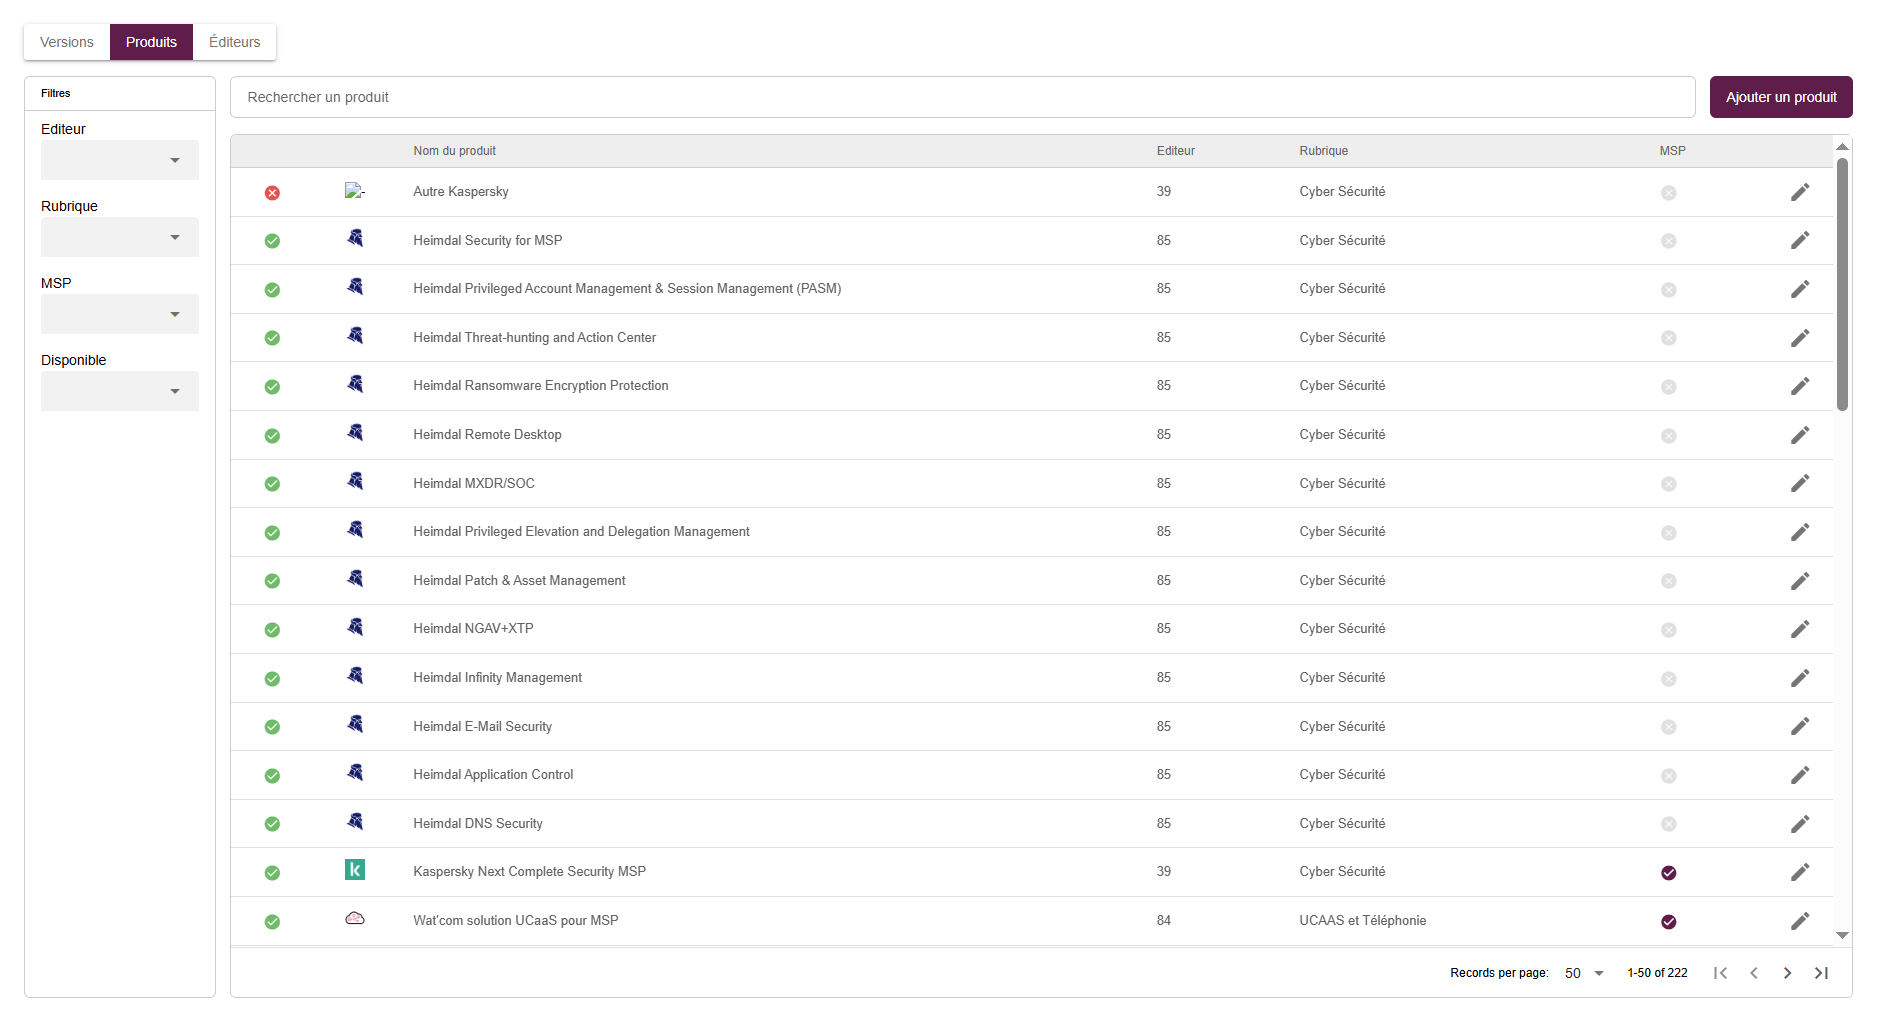 Versions Produits Éditeurs
Filtres
Editeur
Rubrique
MSP
Disponible
Rechercher un produit
Ajouter un produit
Nom du produit Editeur Rubrique MSP
Autre Kaspersky 39 Cyber Sécurité
Heimdal Security for MSP 85 Cyber Sécurité
Heimdal Privileged Account Management & Session Management (PASM) 85 Cyber Sécurité
Heimdal Threat-hunting and Action Center 85 Cyber Sécurité
Heimdal Ransomware Encryption Protection 85 Cyber Sécurité
Heimdal Remote Desktop 85 Cyber Sécurité
Heimdal MXDR/SOC 85 Cyber Sécurité
Heimdal Privileged Elevation and Delegation Management 85 Cyber Sécurité
Heimdal Patch & Asset Management 85 Cyber Sécurité
Heimdal NGAV+XTP 85 Cyber Sécurité
Heimdal Infinity Management 85 Cyber Sécurité
Heimdal E-Mail Security 85 Cyber Sécurité
Heimdal Application Control 85 Cyber Sécurité
Heimdal DNS Security 85 Cyber Sécurité
k Kaspersky Next Complete Security MSP 39 Cyber Sécurité
Wat'com solution UCaaS pour MSP 84 UCAAS et Téléphonie
Records per page: 50 1-50 of 222